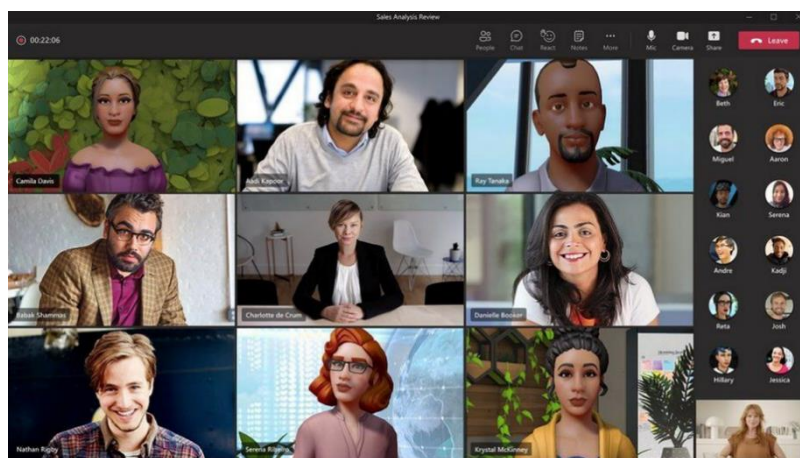 Sales Analysis Review
00:22:06
People Chat React Notes More Mic Camera Share Leave
Camila Davis
Aadi Kapoor
Ray Tanaka
Babak Shammas
Charlotte de Crum
Danielle Booker
Nathan Rigby
Serena Ribeiro
Krystal McKinney
Beth Eric
Miguel Aaron
Kian Serena
Andre Kadji
Reta Josh
Hillary Jessica